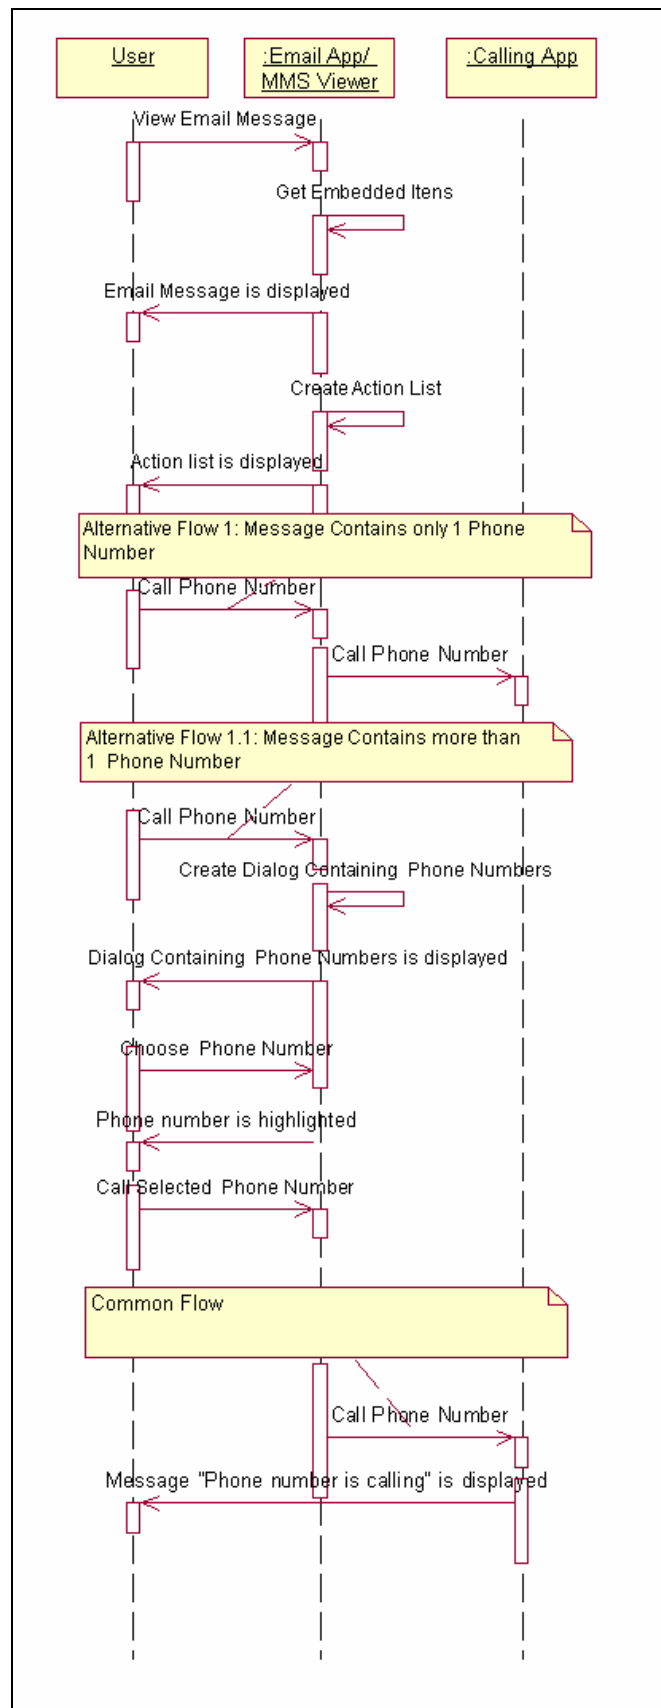 User
:Email App/
MMS Viewer
:Calling App
View Email Message
Get Embedded Itens
Email Message is displayed
Create Action List
Action list is displayed
Alternative Flow 1: Message Contains only 1 Phone
Number
Call Phone Number
Call Phone Number
Alternative Flow 1.1: Message Contains more than
1 Phone Number
Call Phone Number
Create Dialog Containing Phone Numbers
Dialog Containing Phone Numbers is displayed
Choose Phone Number
Phone number is highlighted
Call Selected Phone Number
Common Flow
Call Phone Number
Message "Phone number is calling" is displayed